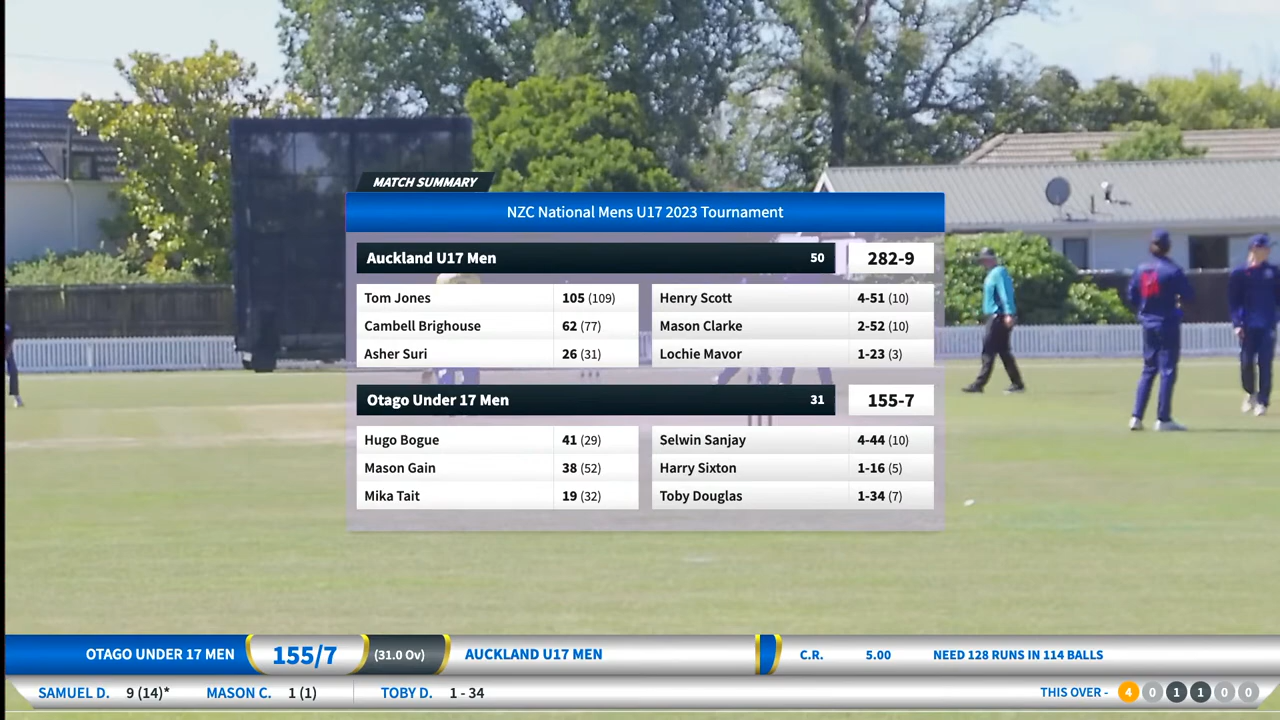 MATCH SUMMARY
NZC National Mens U17 2023 Tournament
Auckland U17 Men 50 282-9
Tom Jones 105 (109) Henry Scott 4-51 (10)
Cambell Brighouse 62 (77) Mason Clarke 2-52 (10)
Asher Suri 26 (31) Lochie Mavor 1-23 (3)
Otago Under 17 Men 31 155-7
Hugo Bogue 41 (29) Selwin Sanjay 4-44 (10)
Mason Gain 38 (52) Harry Sixton 1-16 (5)
Mika Tait 19 (32) Toby Douglas 1-34 (7)
OTAGO UNDER 17 MEN 155/7 (31.0 Ov) AUCKLAND U17 MEN C.R. 5.00 NEED 128 RUNS IN 114 BALLS
SAMUEL D. 9 (14)* MASON C. 1 (1) TOBY D. 1 - 34 THIS OVER - 4 0 1 1 0 0